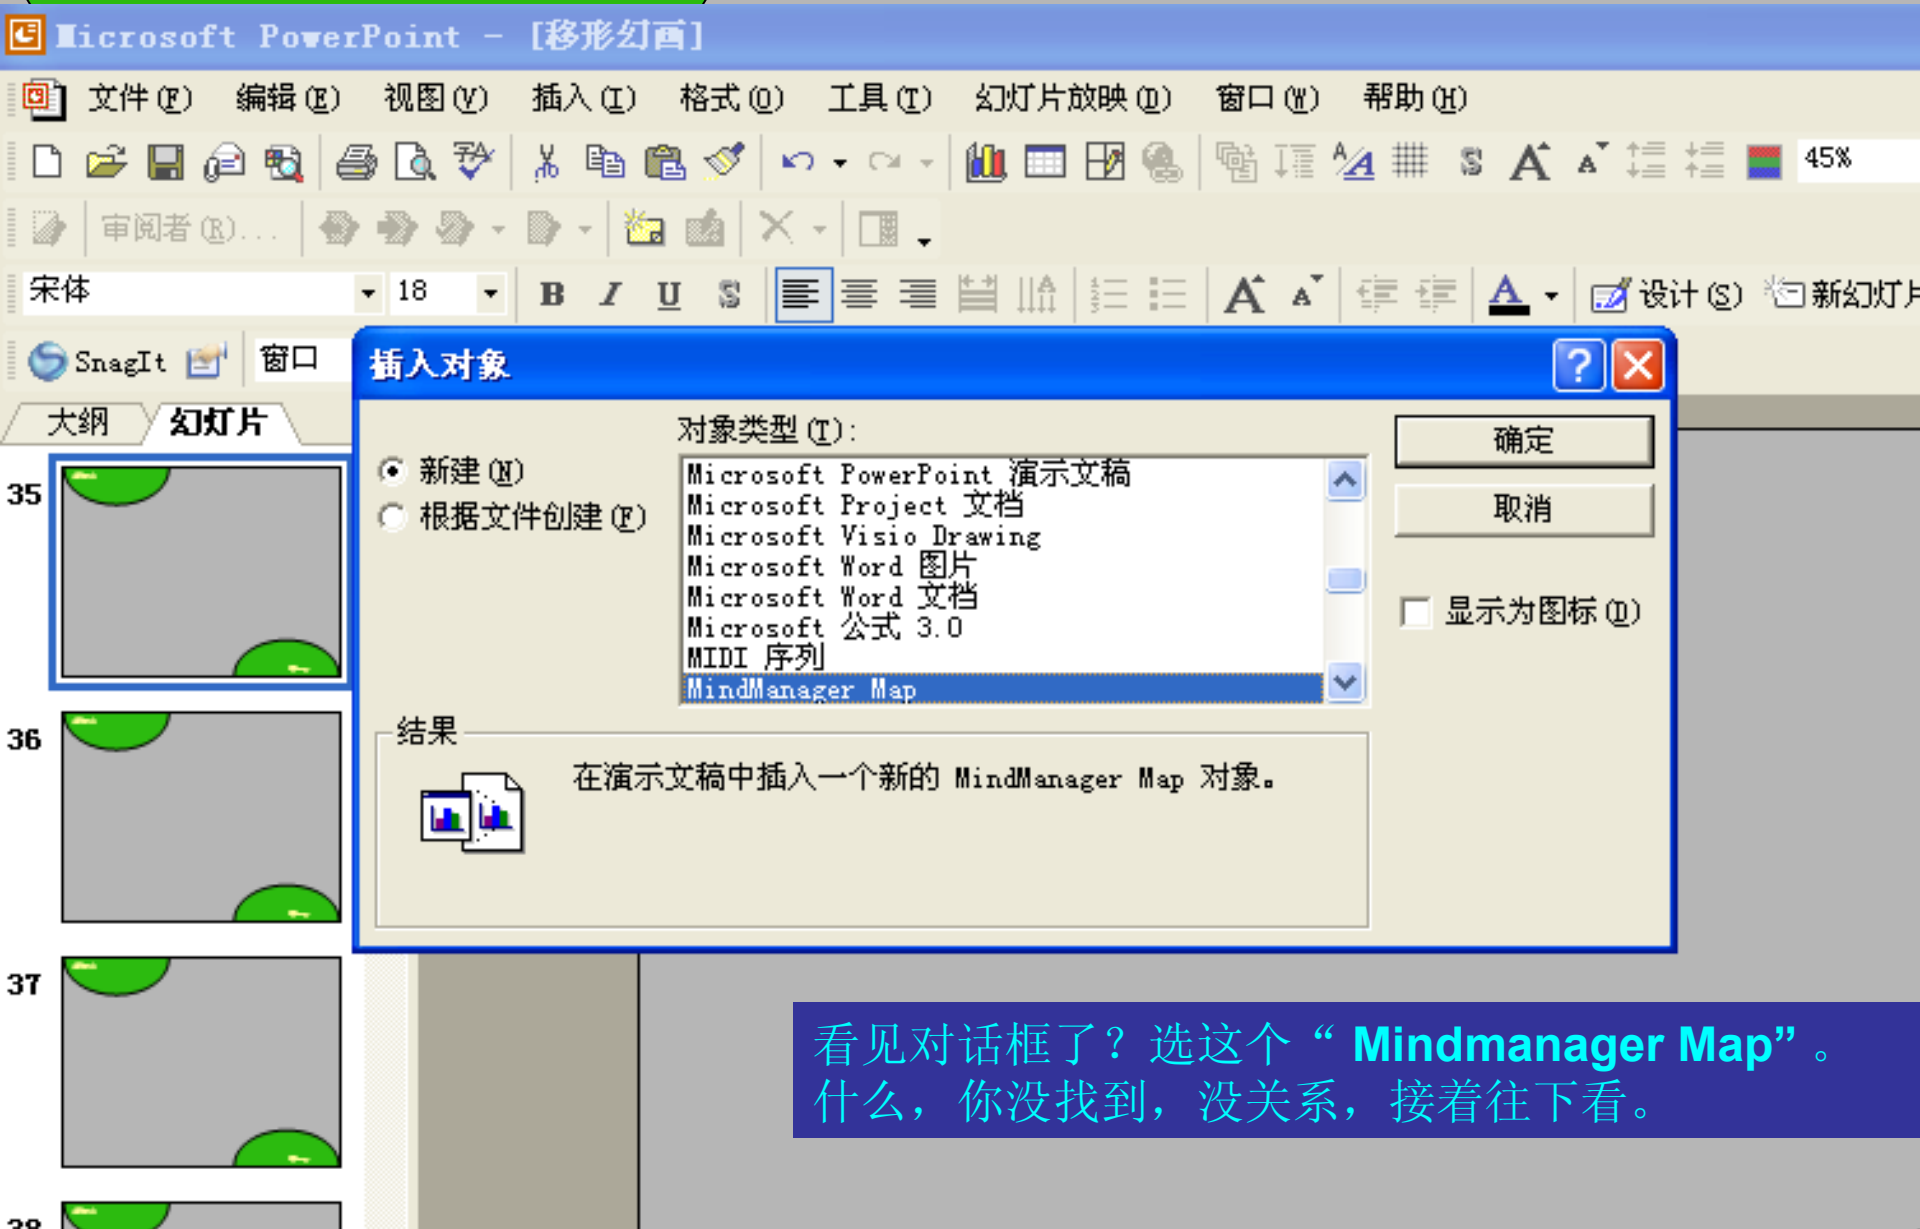 Microsoft PowerPoint - [移形幻画]
文件(F) 编辑(E) 视图(V) 插入(I) 格式(O) 工具(T) 幻灯片放映(D) 窗口(W) 帮助(H)
45%
审阅者(R)...
宋体 18 B I U S 设计(S) 新幻灯片
SnagIt 窗口
插入对象
大纲 幻灯片
对象类型(T):
新建(N)
根据文件创建(F)
Microsoft PowerPoint 演示文稿
Microsoft Project 文档
Microsoft Visio Drawing
Microsoft Word 图片
Microsoft Word 文档
Microsoft 公式 3.0
MIDI 序列
MindManager Map
确定
取消
显示为图标(D)
结果
在演示文稿中插入一个新的 MindManager Map 对象。
35
36
37
38
看见对话框了？选这个“ Mindmanager Map” 。
什么，你没找到，没关系，接着往下看。